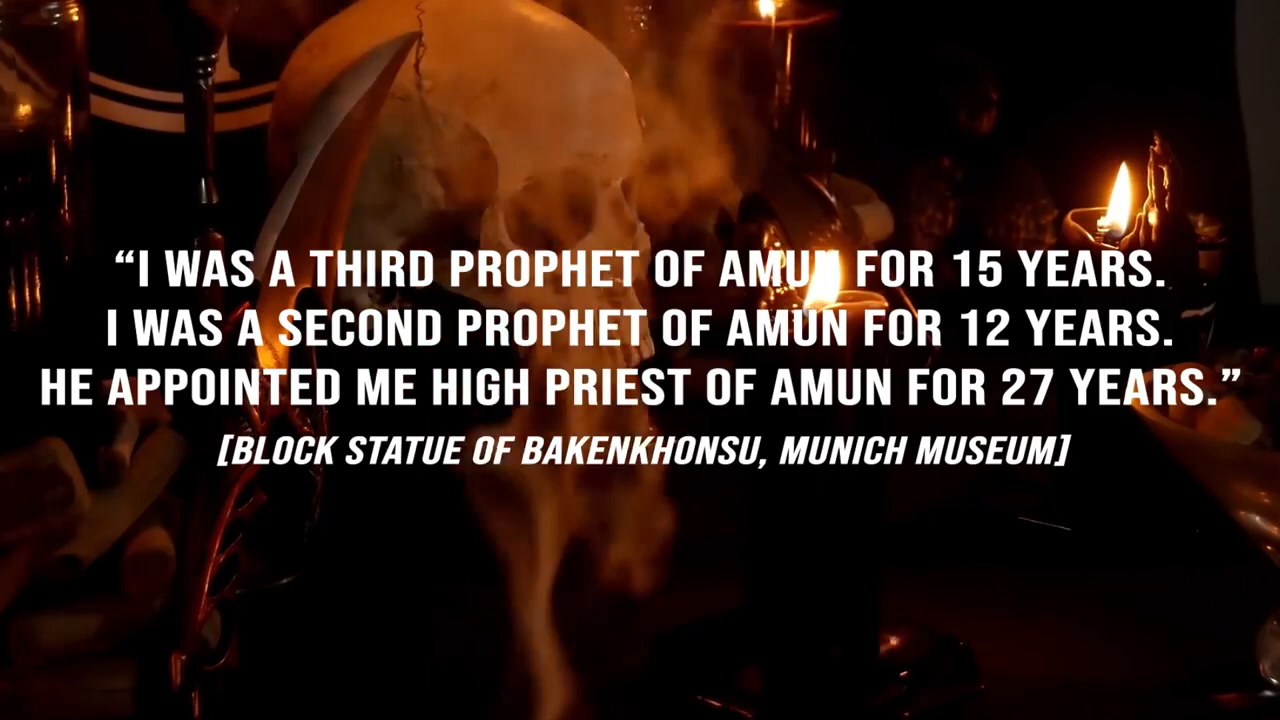 “I WAS A THIRD PROPHET OF AMUN FOR 15 YEARS.
I WAS A SECOND PROPHET OF AMUN FOR 12 YEARS.
HE APPOINTED ME HIGH PRIEST OF AMUN FOR 27 YEARS.”
[BLOCK STATUE OF BAKENKHONSU, MUNICH MUSEUM]